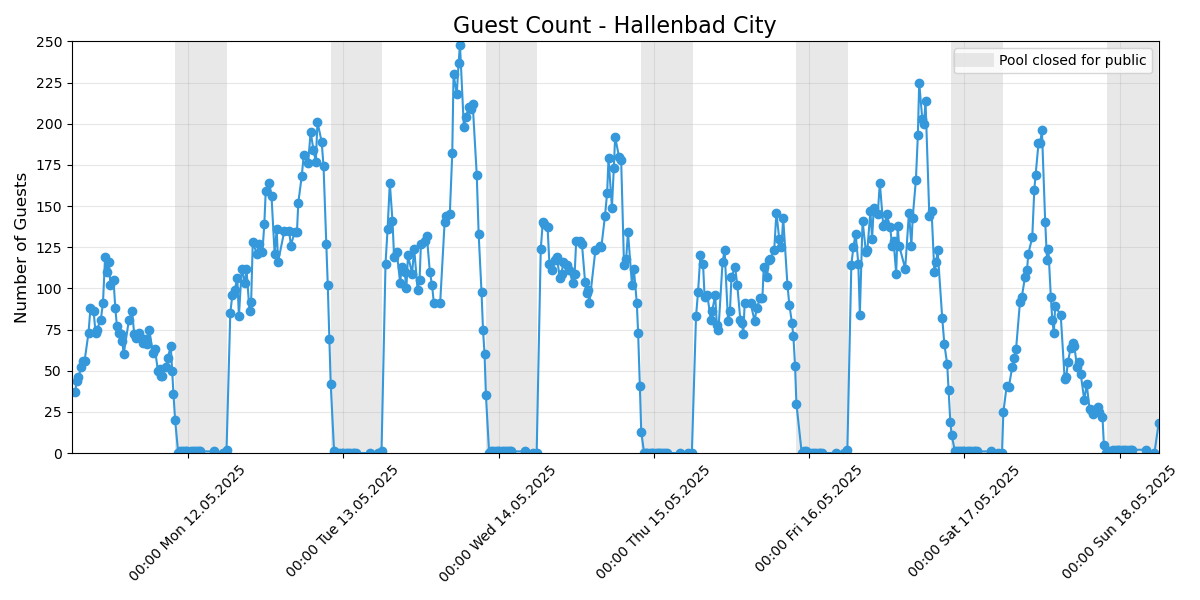 Guest Count - Hallenbad City
Number of Guests
250
225
200
175
150
125
100
75
50
25
0
Pool closed for public
00:00 Mon 12.05.2025
00:00 Tue 13.05.2025
00:00 Wed 14.05.2025
00:00 Thu 15.05.2025
00:00 Fri 16.05.2025
00:00 Sat 17.05.2025
00:00 Sun 18.05.2025